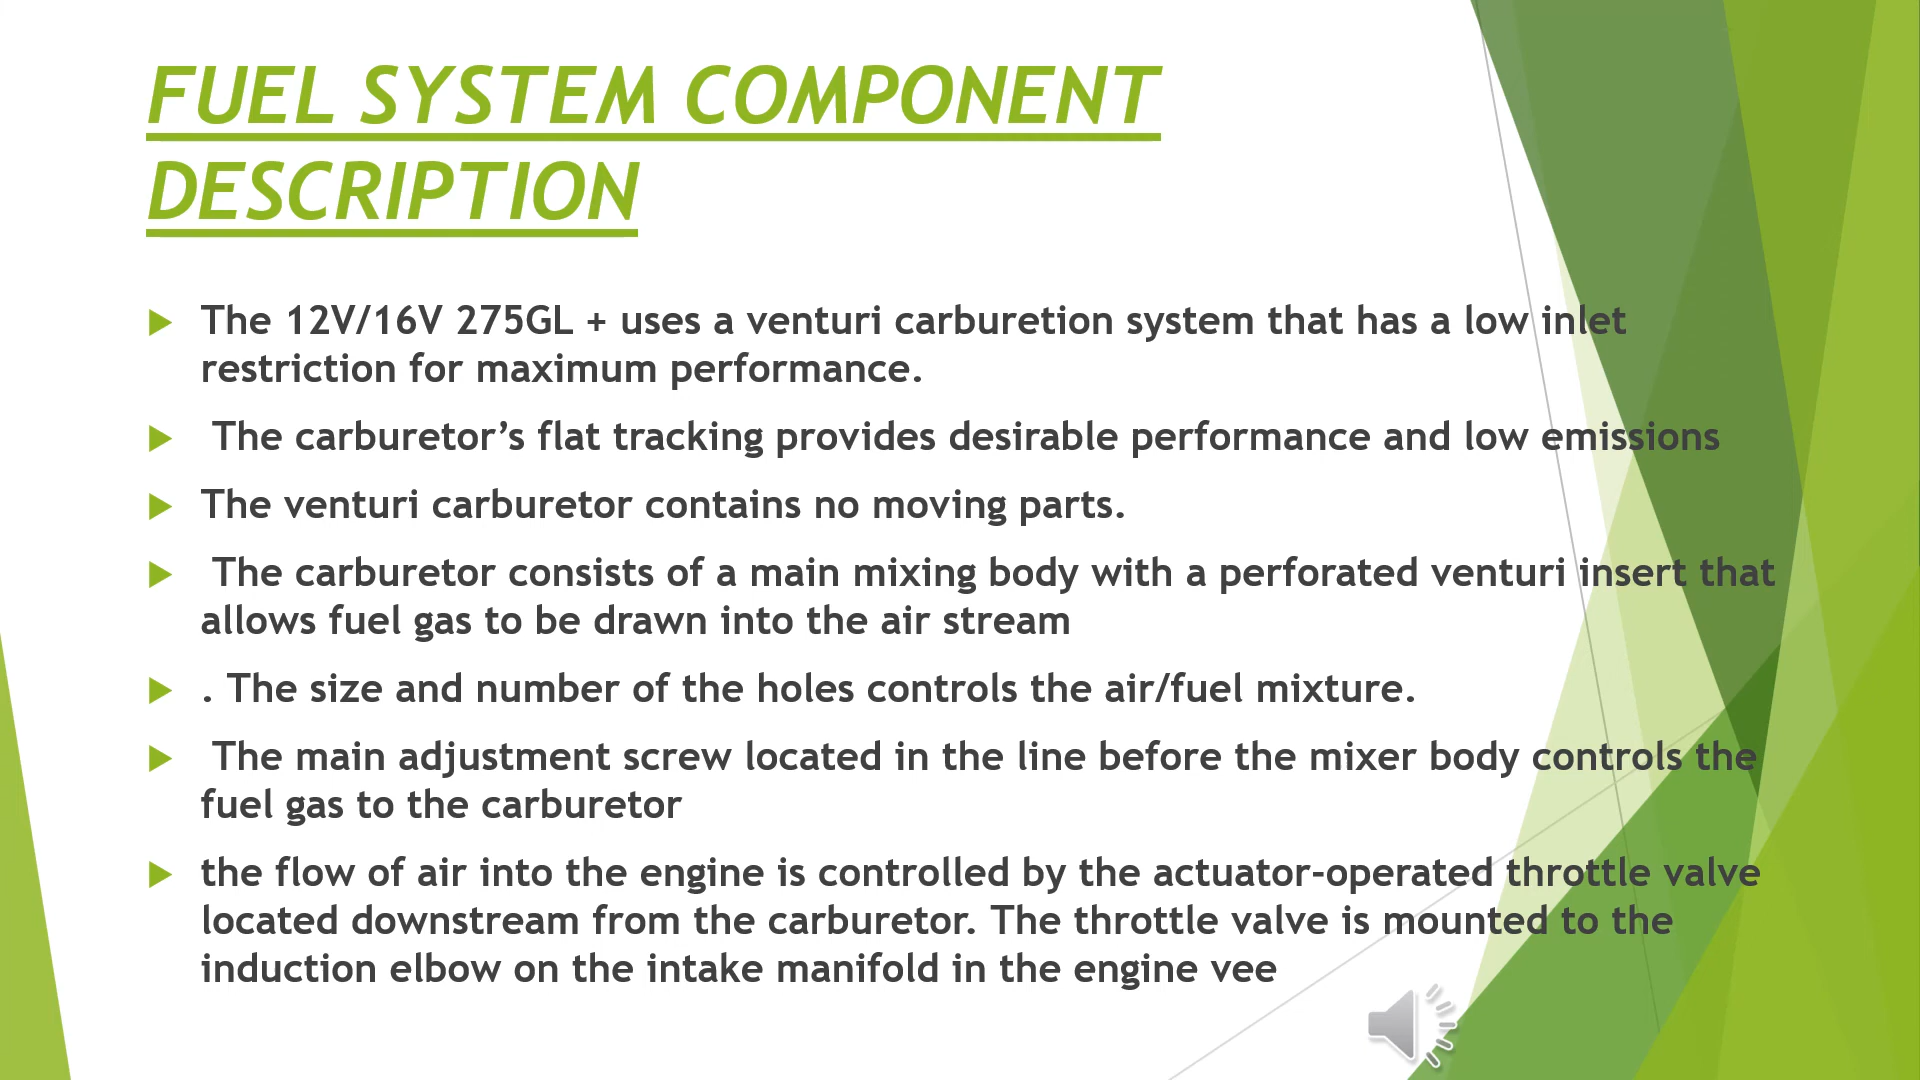 FUEL SYSTEM COMPONENT
DESCRIPTION
The 12V/16V 275GL + uses a venturi carburetion system that has a low inlet
restriction for maximum performance.
The carburetor’s flat tracking provides desirable performance and low emissions
The venturi carburetor contains no moving parts.
The carburetor consists of a main mixing body with a perforated venturi insert that
allows fuel gas to be drawn into the air stream
. The size and number of the holes controls the air/fuel mixture.
The main adjustment screw located in the line before the mixer body controls the
fuel gas to the carburetor
the flow of air into the engine is controlled by the actuator-operated throttle valve
located downstream from the carburetor. The throttle valve is mounted to the
induction elbow on the intake manifold in the engine vee